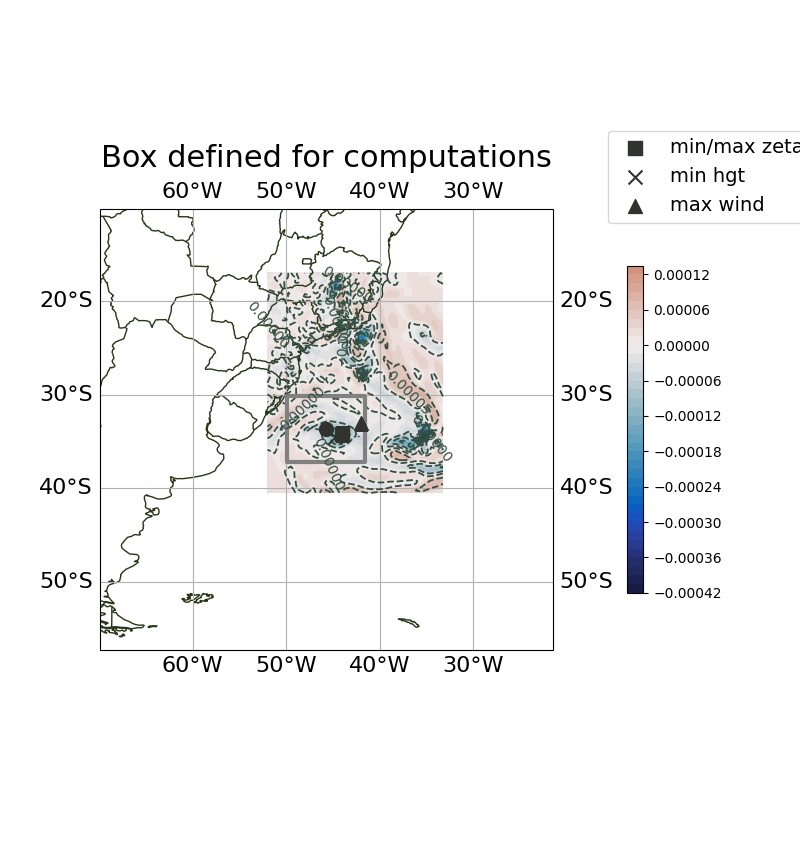 Box defined for computations
60°W 50°W 40°W 30°W
min/max zeta
min hgt
max wind
20°S 20°S
30°S 30°S
40°S 40°S
50°S 50°S
60°W 50°W 40°W 30°W
0.00012
0.00006
0.00000
−0.00006
−0.00012
−0.00018
−0.00024
−0.00030
−0.00036
−0.00042